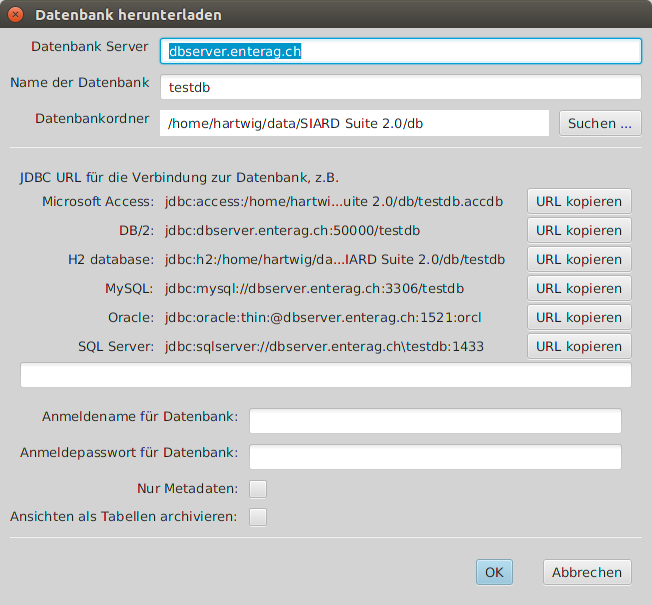 Datenbank herunterladen
Datenbank Server dbserver.enterag.ch
Name der Datenbank testdb
Datenbankordner /home/hartwig/data/SIARD Suite 2.0/db Suchen ...
JDBC URL für die Verbindung zur Datenbank, z.B.
Microsoft Access: jdbc:access:/home/hartwi...uite 2.0/db/testdb.accdb URL kopieren
DB/2: jdbc:dbserver.enterag.ch:50000/testdb URL kopieren
H2 database: jdbc:h2:/home/hartwig/da...IARD Suite 2.0/db/testdb URL kopieren
MySQL: jdbc:mysql://dbserver.enterag.ch:3306/testdb URL kopieren
Oracle: jdbc:oracle:thin:@dbserver.enterag.ch:1521:orcl URL kopieren
SQL Server: jdbc:sqlserver://dbserver.enterag.ch\testdb:1433 URL kopieren
Anmeldename für Datenbank:
Anmeldepasswort für Datenbank:
Nur Metadaten:
Ansichten als Tabellen archivieren:
OK Abbrechen